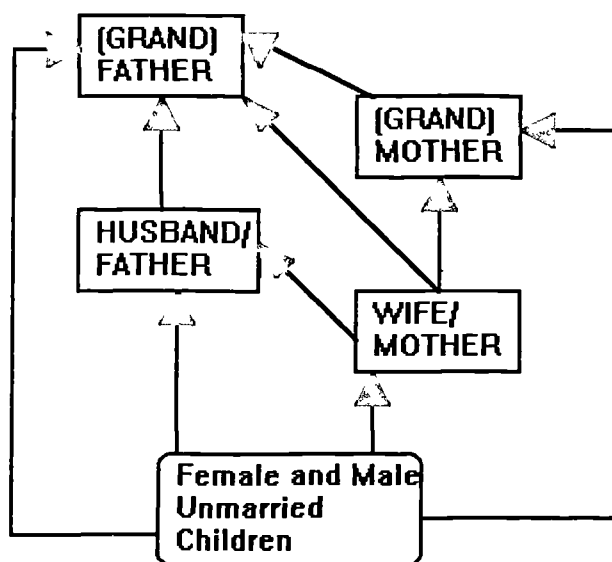 (GRAND)
FATHER
(GRAND)
MOTHER
HUSBAND/
FATHER
WIFE/
MOTHER
Female and Male
Unmarried
Children